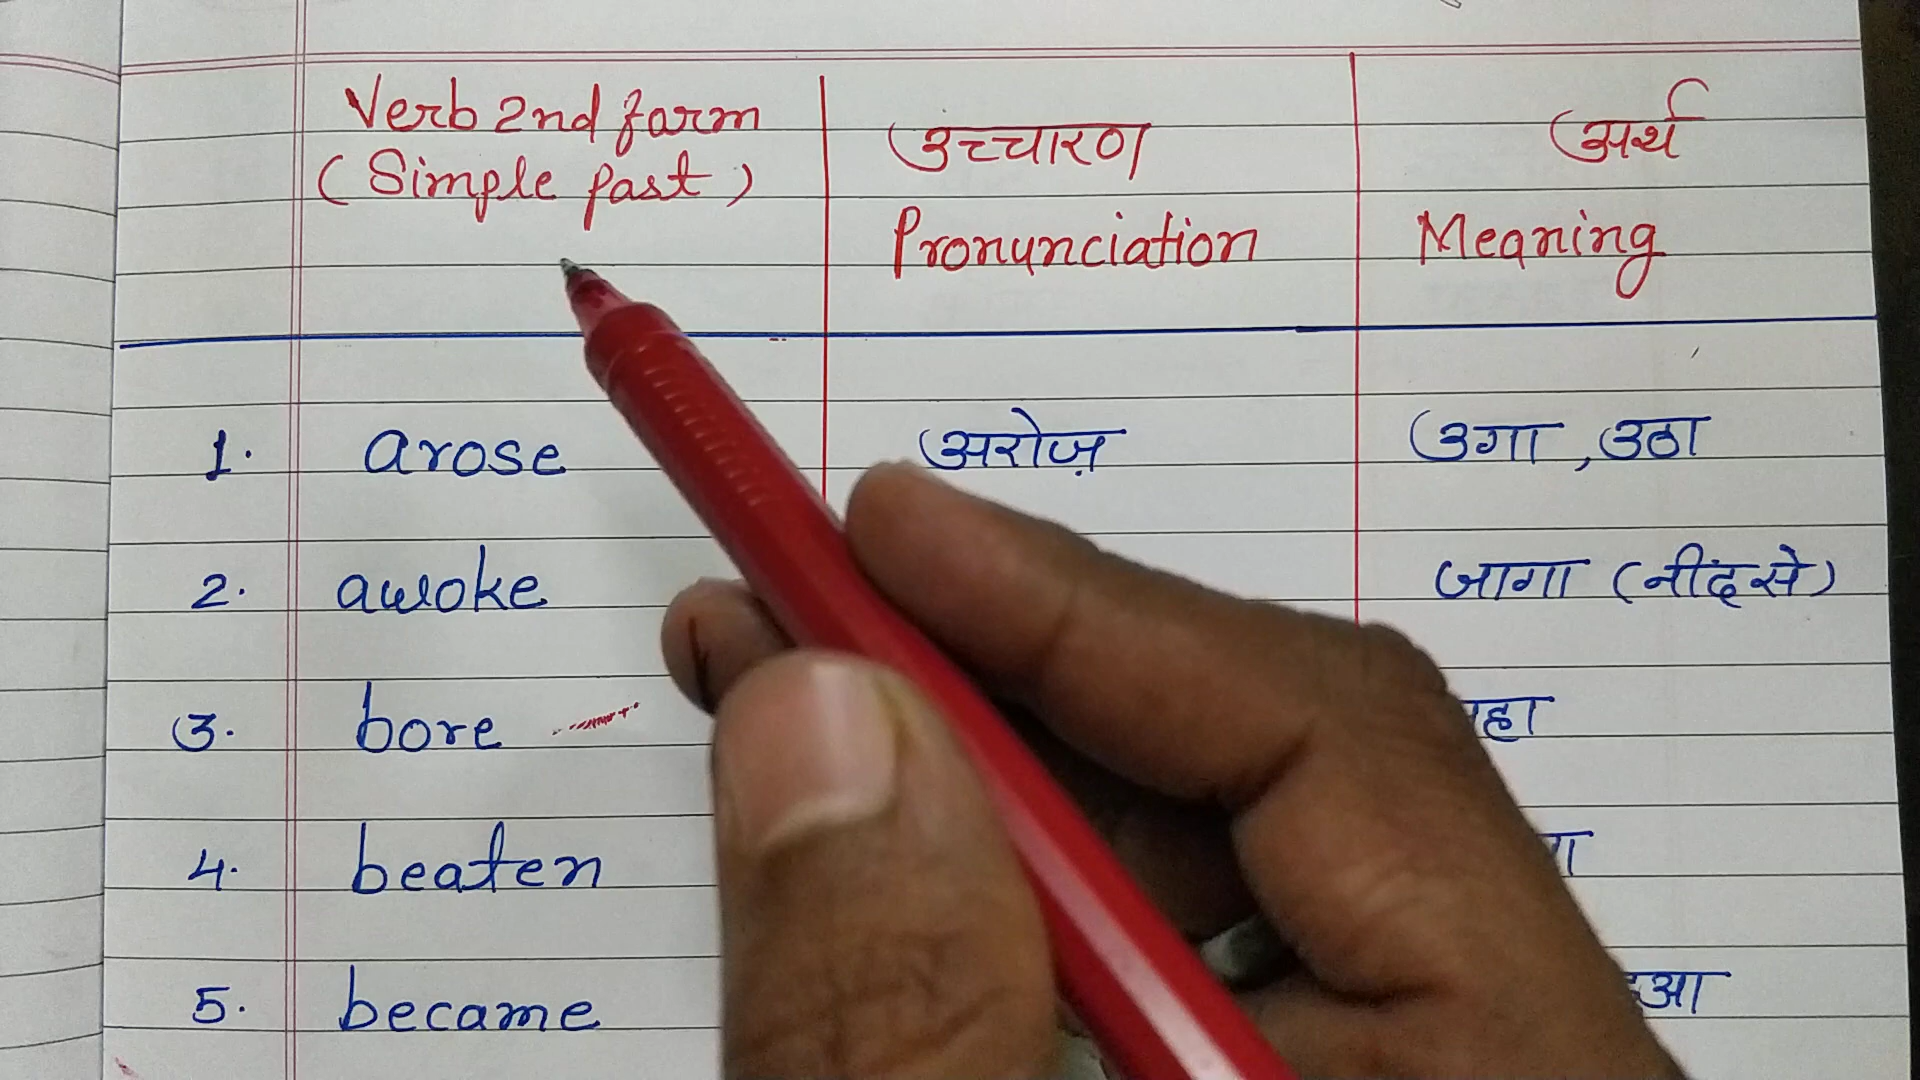 Verb 2nd form
(Simple past)
उच्चारण
Pronunciation
अर्थ
Meaning
1. arose अरोज़ उगा, उठा
2. awoke जागा (नींद से)
3. bore
4. beaten
5. became